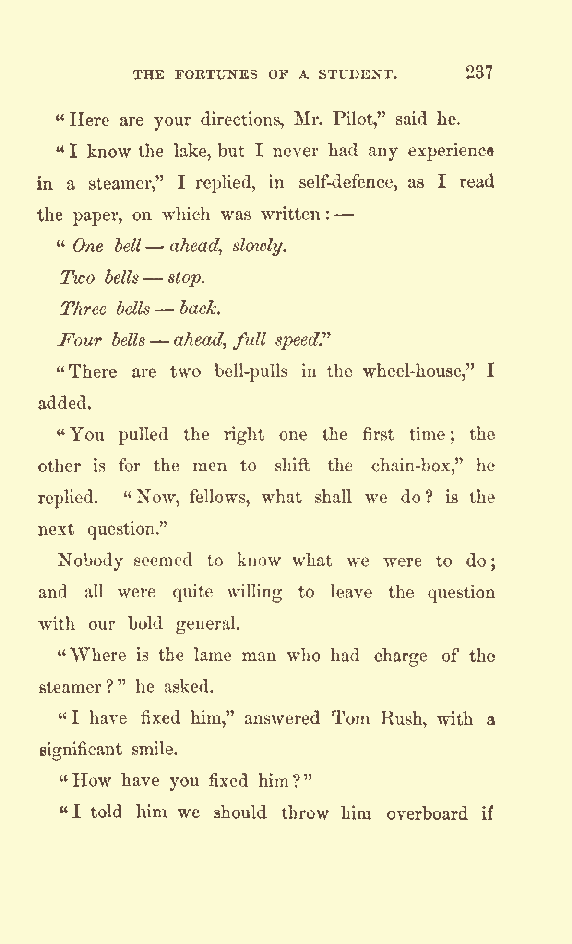 THE FORTUNES OF A STUDENT. 237
“Here are your directions, Mr. Pilot,” said he.
“I know the lake, but I never had any experience
in a steamer,” I replied, in self-defence, as I read
the paper, on which was written: —
“One bell — ahead, slowly.
Two bells — stop.
Three bells — back.
Four bells — ahead, full speed.”
“There are two bell-pulls in the wheel-house,” I
added.
“You pulled the right one the first time; the
other is for the men to shift the chain-box,” he
replied. “Now, fellows, what shall we do? is the
next question.”
Nobody seemed to know what we were to do;
and all were quite willing to leave the question
with our bold general.
“Where is the lame man who had charge of the
steamer?” he asked.
“I have fixed him,” answered Tom Rush, with a
significant smile.
“How have you fixed him?”
“I told him we should throw him overboard if